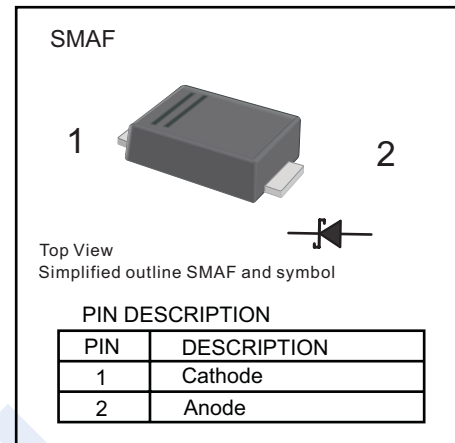 SMAF
1
2
Top View
Simplified outline SMAF and symbol
PIN DESCRIPTION
PIN DESCRIPTION
1 Cathode
2 Anode